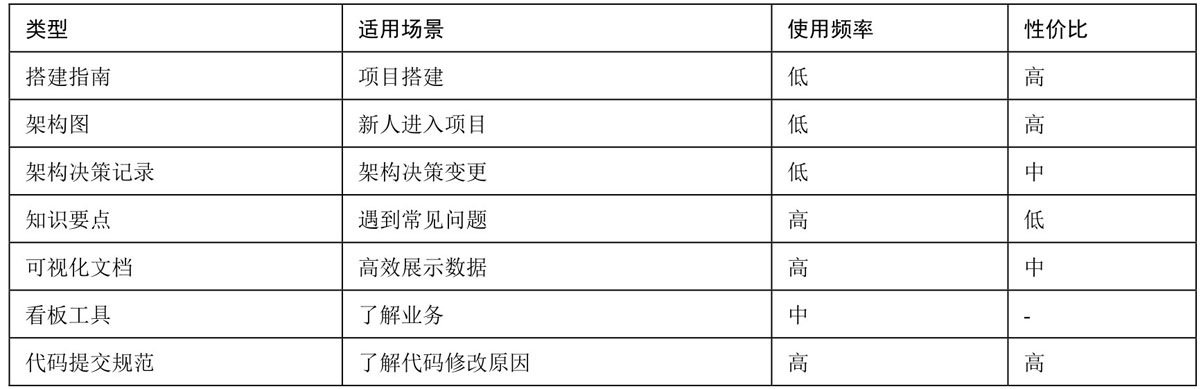 类型 适用场景 使用频率 性价比
搭建指南 项目搭建 低 高
架构图 新人进入项目 低 高
架构决策记录 架构决策变更 低 中
知识要点 遇到常见问题 高 低
可视化文档 高效展示数据 高 中
看板工具 了解业务 中 -
代码提交规范 了解代码修改原因 高 高